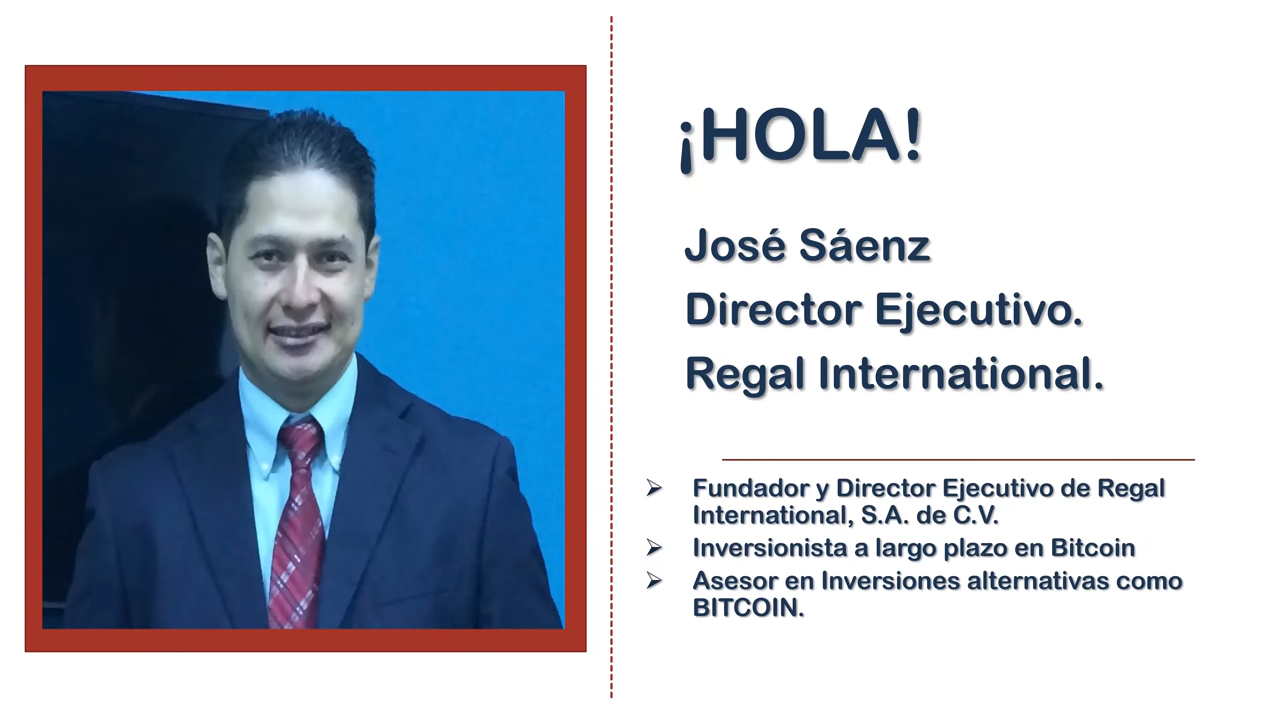 ¡HOLA!
José Sáenz
Director Ejecutivo.
Regal International.
Fundador y Director Ejecutivo de Regal
International, S.A. de C.V.
Inversionista a largo plazo en Bitcoin
Asesor en Inversiones alternativas como
BITCOIN.